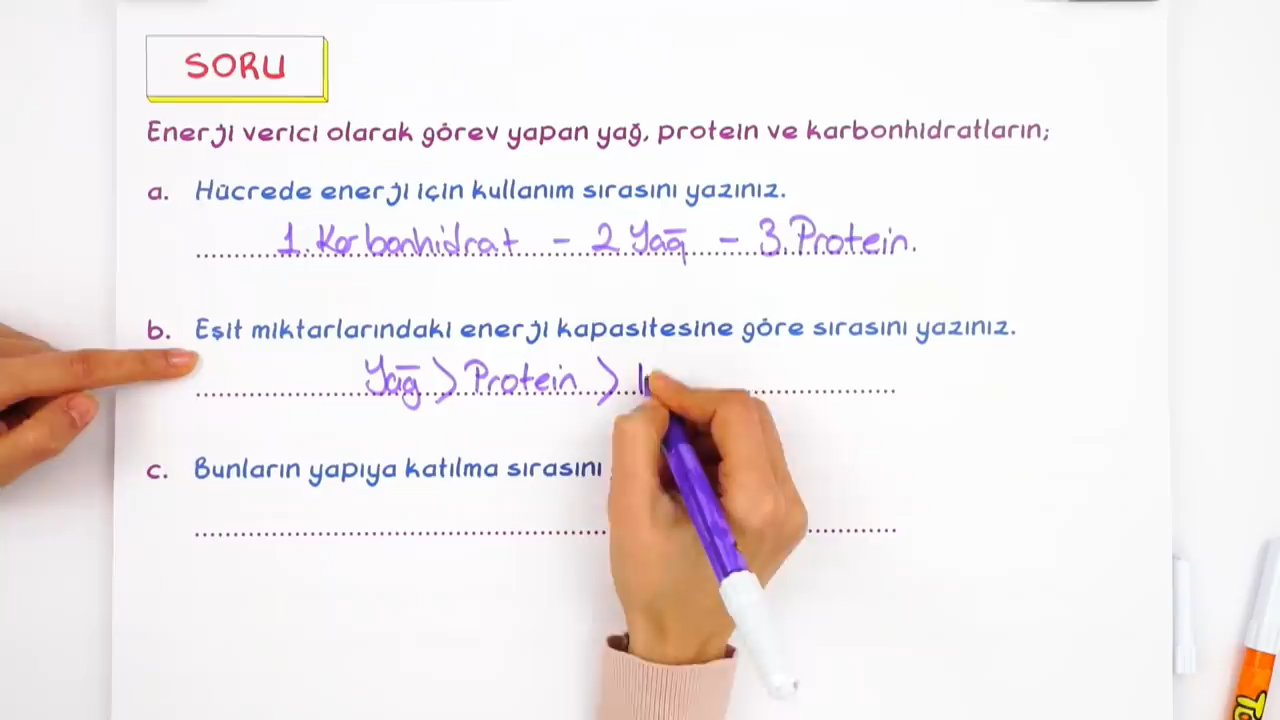 SORU
Enerji verici olarak görev yapan yağ, protein ve karbonhidratların;
a. Hücrede enerji için kullanım sırasını yazınız.
1. Karbonhidrat - 2 Yağ - 3. Protein.
b. Eşit miktarlarındaki enerji kapasitesine göre sırasını yazınız.
Yağ > Protein >
c. Bunların yapıya katılma sırasını